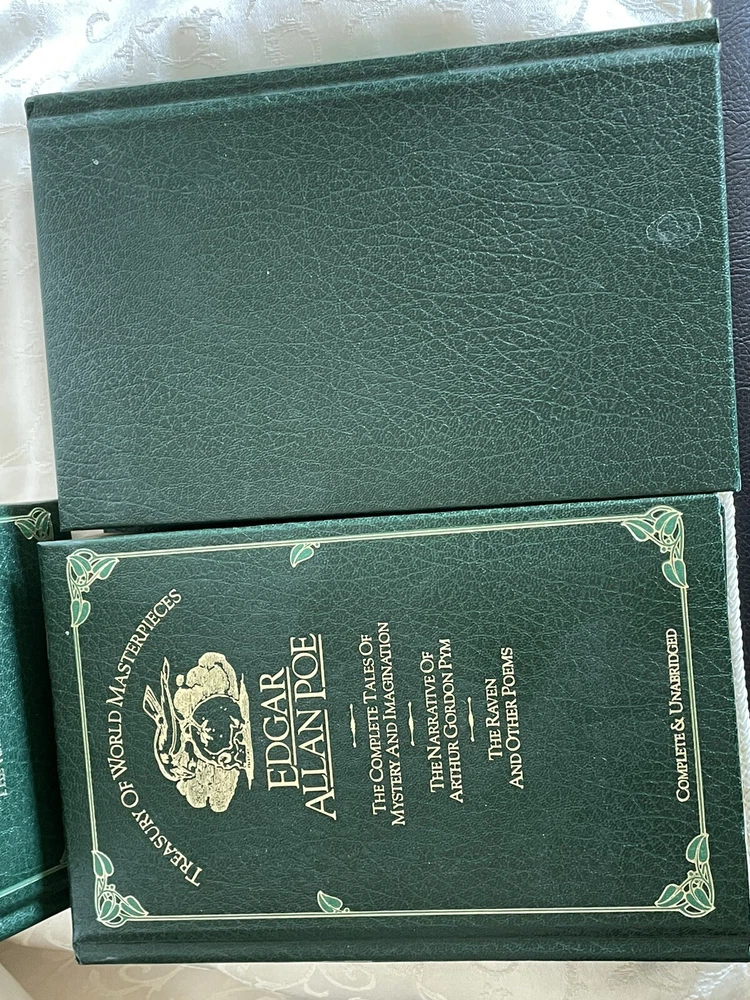 TREASURY OF WORLD MASTERPIECES
EDGAR
ALLAN POE
THE COMPLETE TALES OF
MYSTERY AND IMAGINATION
THE NARRATIVE OF
ARTHUR GORDON PYM
THE RAVEN
AND OTHER POEMS
COMPLETE & UNABRIDGED